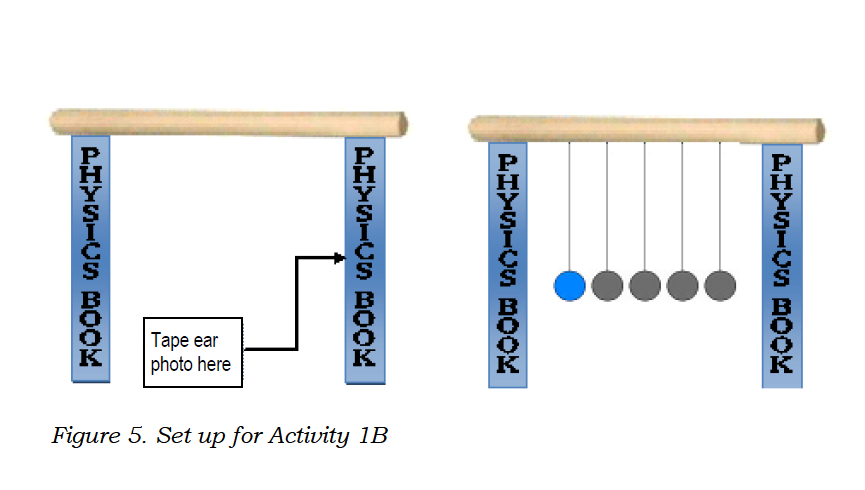 PHYSICS BOOK
PHYSICS BOOK
Tape ear
photo here
PHYSICS BOOK
PHYSICS BOOK
Figure 5. Set up for Activity 1B